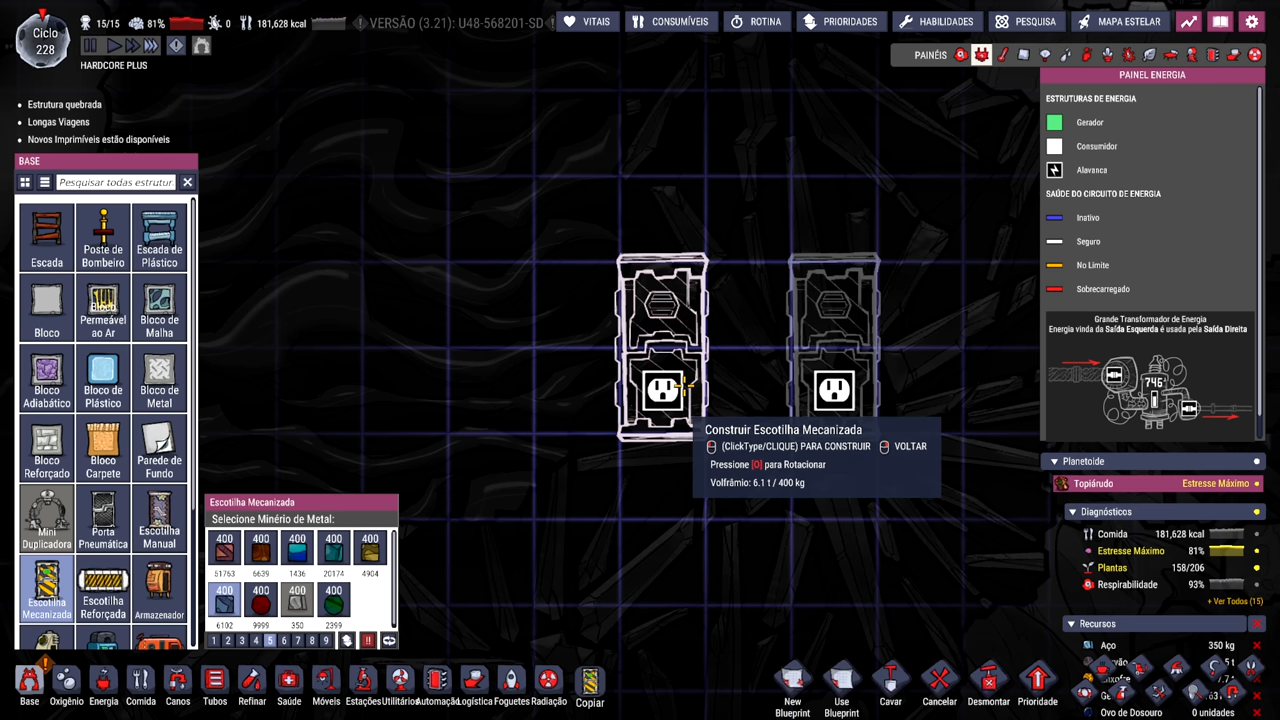 Ciclo
228
15/15
81%
0
181,628 kcal
VERSÃO (3.21): U48-568201-SD
VITAIS
CONSUMÍVEIS
ROTINA
PRIORIDADES
HABILIDADES
PESQUISA
MAPA ESTELAR
HARDCORE PLUS
PAINÉIS
PAINEL ENERGIA
ESTRUTURAS DE ENERGIA
Gerador
Consumidor
Alavanca
SAÚDE DO CIRCUITO DE ENERGIA
Inativo
Seguro
No Limite
Sobrecarregado
Grande Transformador de Energia
Energia vinda da Saída Esquerda é usada pela Saída Direita
746
Estrutura quebrada
Longas Viagens
Novos Imprimíveis estão disponíveis
BASE
Pesquisar todas estrutur
Escada
Poste de Bombeiro
Escada de Plástico
Bloco
Bloco Permeável ao Ar
Bloco de Malha
Bloco Adiabático
Bloco de Plástico
Bloco de Metal
Bloco Reforçado
Bloco Carpete
Parede de Fundo
Mini Duplicadora
Porta Pneumática
Escotilha Manual
Escotilha Mecanizada
Escotilha Reforçada
Armazenador
Escotilha Mecanizada
Selecione Minério de Metal:
400 400 400 400 400
51763 6639 1436 20174 4904
400 400 400 400
6102 9999 350 2399
1 2 3 4 5 6 7 8 9
Construir Escotilha Mecanizada
(ClickType/CLIQUE) PARA CONSTRUIR VOLTAR
Pressione [O] para Rotacionar
Volfrâmio: 6.1 t / 400 kg
Planetoide
Topiárudo Estresse Máximo
Diagnósticos
Comida 181,628 kcal
Estresse Máximo 81%
Plantas 158/206
Respirabilidade 93%
+ Ver Todos (15)
Recursos
Aço 350 kg
Ovo de Dosouro 0 unidades
Base
Oxigênio
Energia
Comida
Canos
Tubos
Refinar
Saúde
Móveis
Estações
Utilitários
Automação
Logística
Foguetes
Radiação
Copiar
New Blueprint
Use Blueprint
Cavar
Cancelar
Desmontar
Prioridade